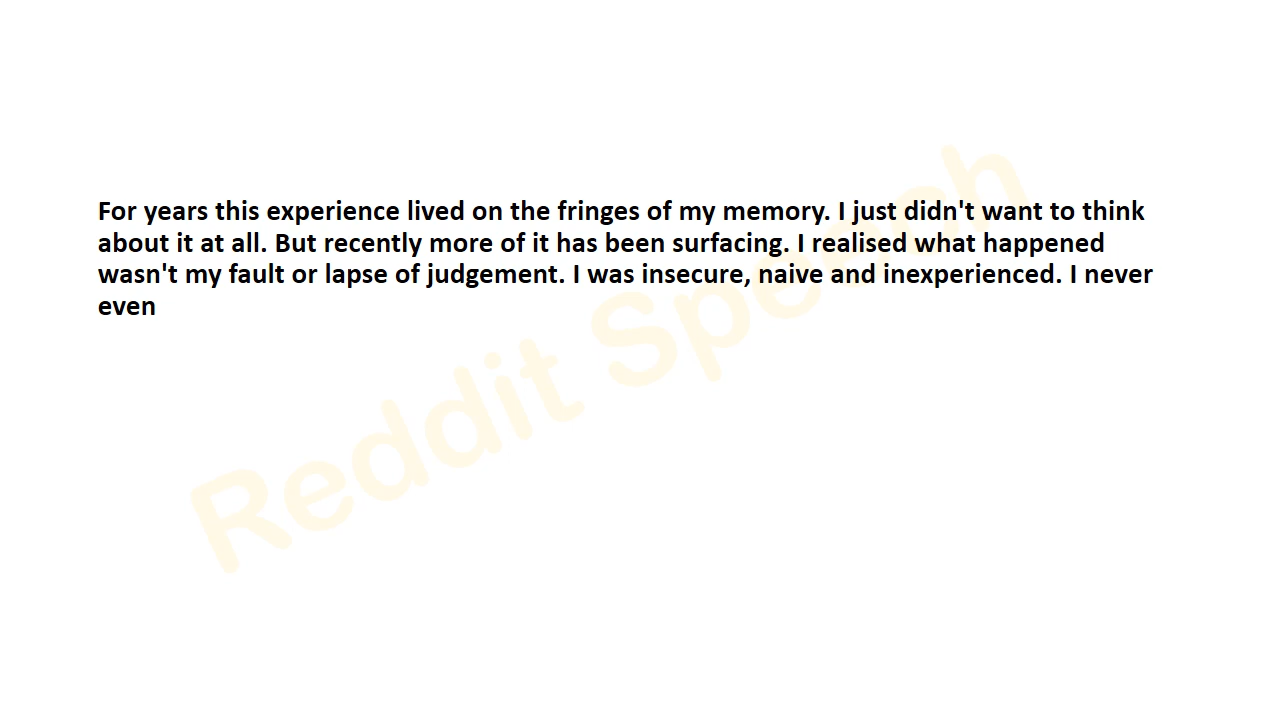 For years this experience lived on the fringes of my memory. I just didn't want to think
about it at all. But recently more of it has been surfacing. I realised what happened
wasn't my fault or lapse of judgement. I was insecure, naive and inexperienced. I never
even
Reddit Speech